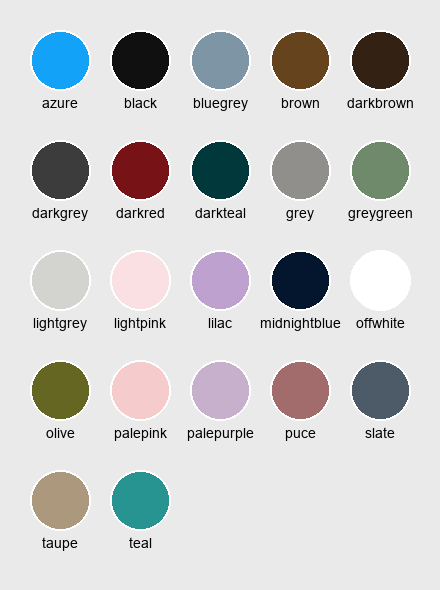 azure black bluegrey brown darkbrown
darkgrey darkred darkteal grey greygreen
lightgrey lightpink lilac midnightblue offwhite
olive palepink palepurple puce slate
taupe teal